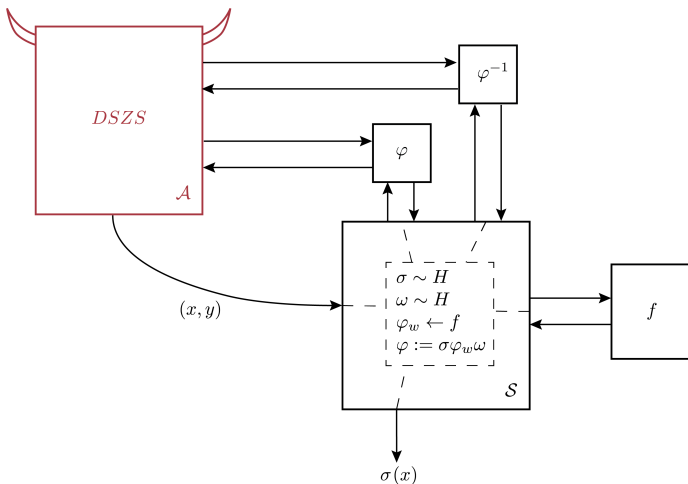 φ⁻¹
DSZS
φ
𝒜
σ ∼ H
ω ∼ H
(x, y)
φ_w ← f
f
φ := σφ_wω
𝒮
σ(x)